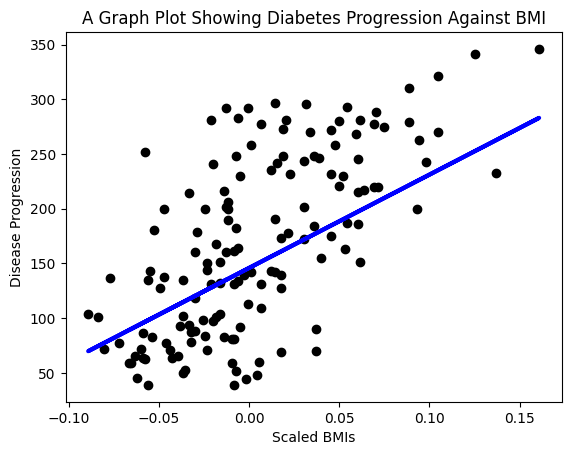 A Graph Plot Showing Diabetes Progression Against BMI
350
300
250
200
150
100
50
Disease Progression
−0.10 −0.05 0.00 0.05 0.10 0.15
Scaled BMIs